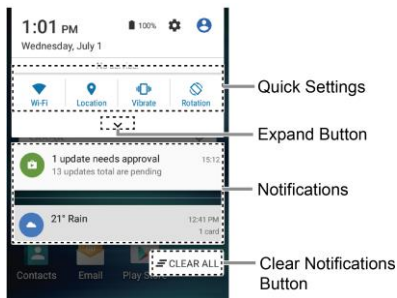 1:01 PM
100%
Wednesday, July 1
Wi-Fi
Location
Vibrate
Rotation
Quick Settings
Expand Button
1 update needs approval
15:12
13 updates total are pending
Notifications
21° Rain
12:41 PM
1 card
CLEAR ALL
Clear Notifications
Button
Contacts
Email
Play